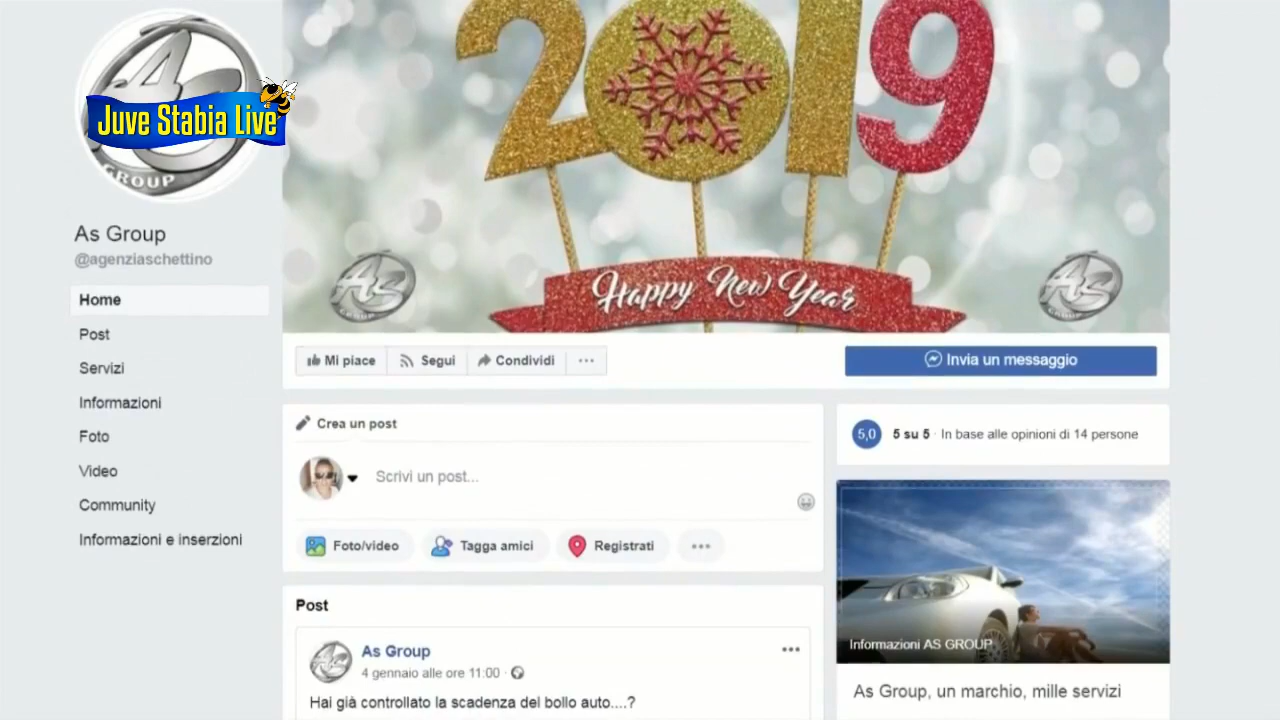 2019
AS
GROUP
Juve Stabia Live
As Group
@agenziaschettino
Home
Post
Servizi
Informazioni
Foto
Video
Community
Informazioni e inserzioni
AS
GROUP
Happy New Year
AS
GROUP
Mi piace
Segui
Condividi
Invia un messaggio
Crea un post
Scrivi un post...
Foto/video
Tagga amici
Registrati
Post
As Group
4 gennaio alle ore 11:00 ·
Hai già controllato la scadenza del bollo auto....?
5,0 5 su 5 · In base alle opinioni di 14 persone
Informazioni AS GROUP
As Group, un marchio, mille servizi